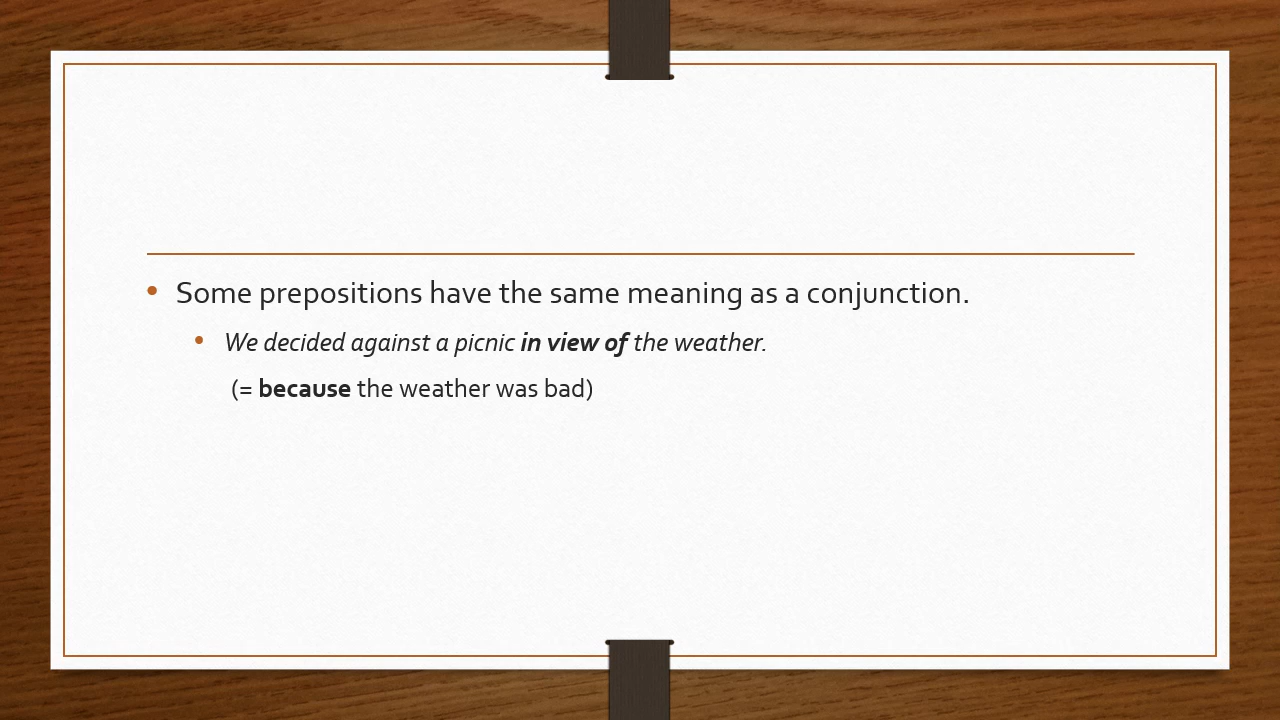 Some prepositions have the same meaning as a conjunction.
We decided against a picnic in view of the weather.
(= because the weather was bad)